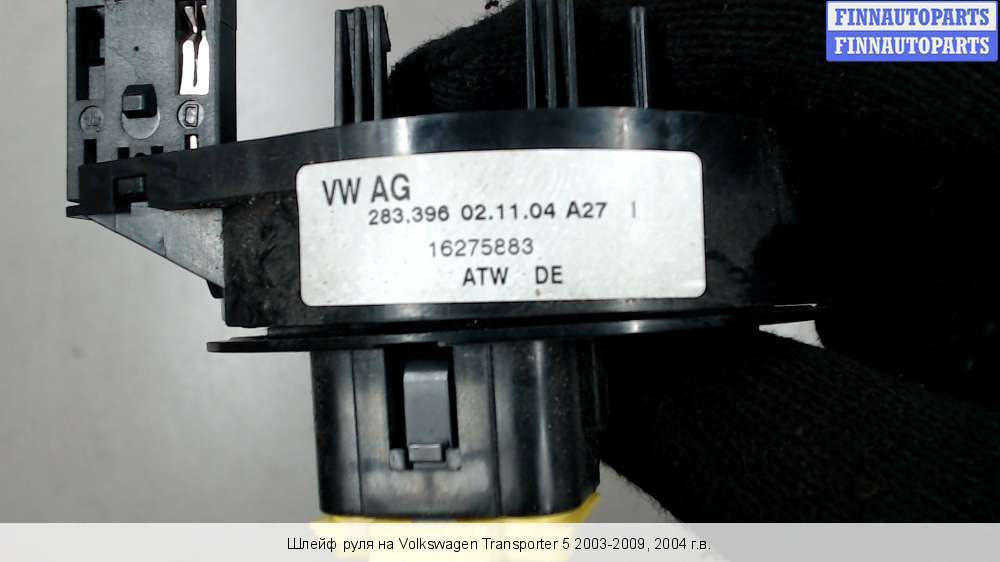 FINNAUTOPARTS
FINNAUTOPARTS
VW AG
283.396 02.11.04 A27 I
16275883
ATW DE
Шлейф руля на Volkswagen Transporter 5 2003-2009, 2004 г.в.